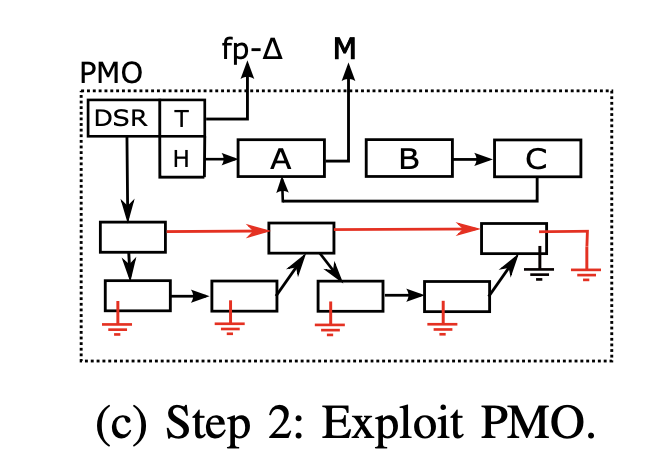 fp-Δ M
PMO
DSR T
H A B C
(c) Step 2: Exploit PMO.